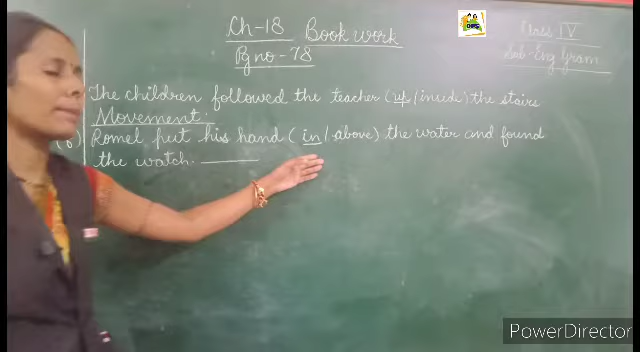 Ch-18 Book work
Pg no - 78
Class IV
Sub-Eng Gram
The children followed the teacher (up/inside) the stairs
Movement.
(8) Romel put his hand (in/above) the water and found
the watch.
PowerDirector